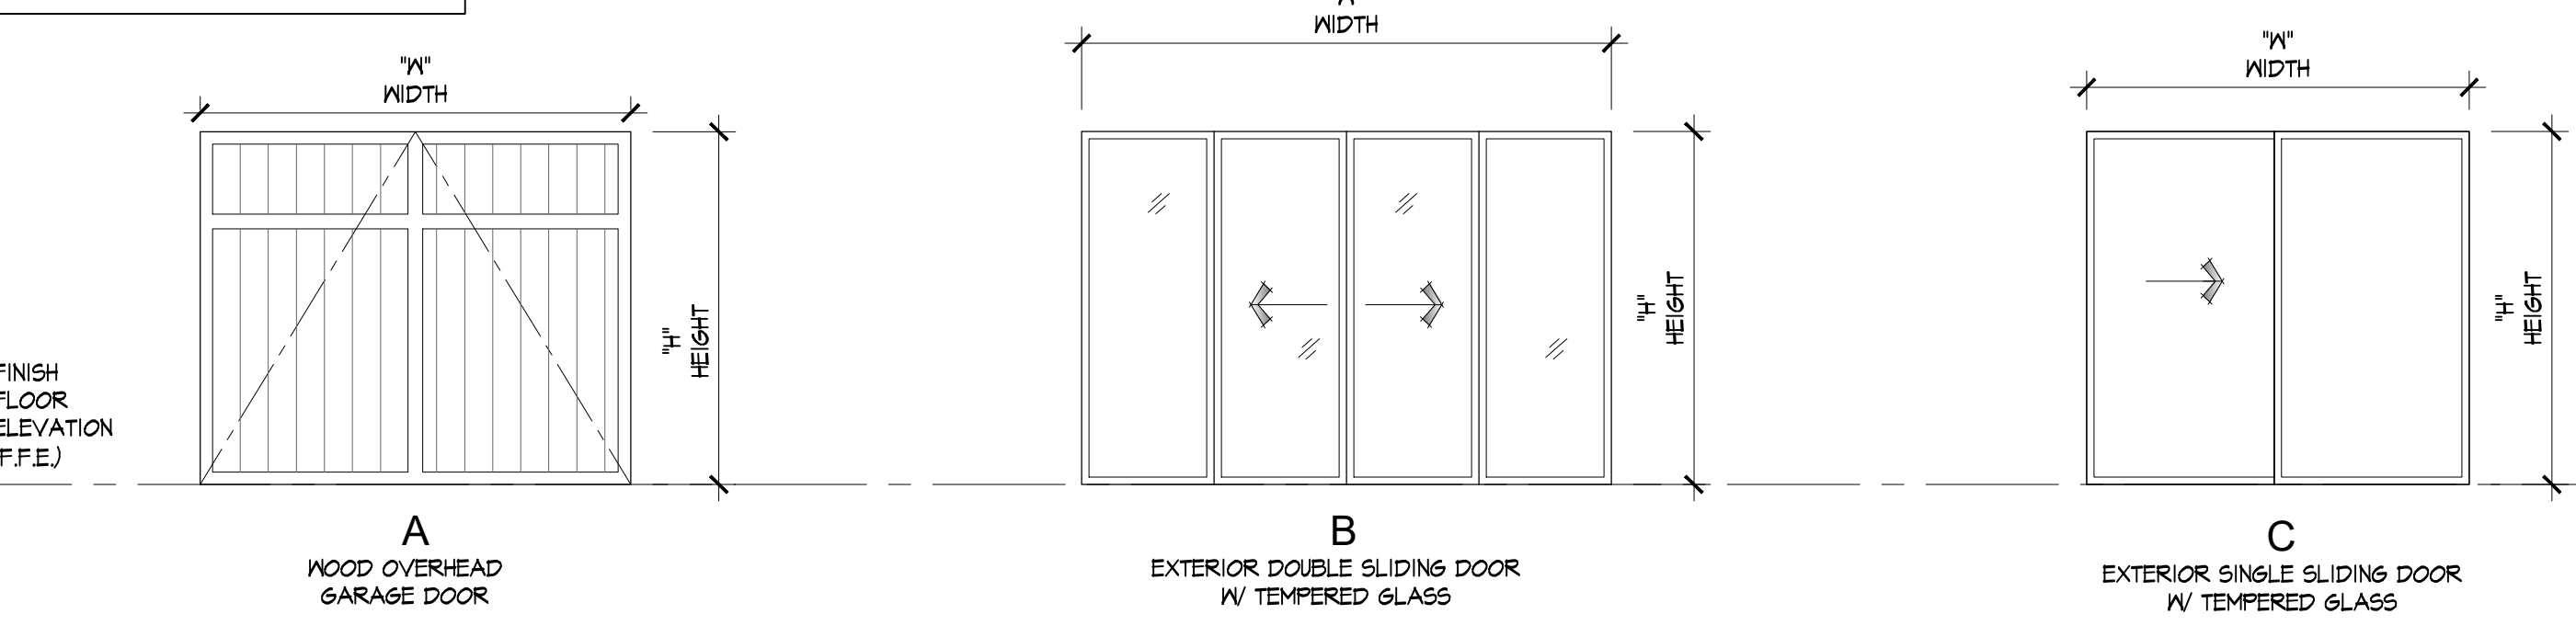 "W"
WIDTH
"H"
HEIGHT
FINISH
FLOOR
ELEVATION
F.F.E.)
A
WOOD OVERHEAD
GARAGE DOOR
WIDTH
"H"
HEIGHT
B
EXTERIOR DOUBLE SLIDING DOOR
W/ TEMPERED GLASS
"W"
WIDTH
"H"
HEIGHT
C
EXTERIOR SINGLE SLIDING DOOR
W/ TEMPERED GLASS